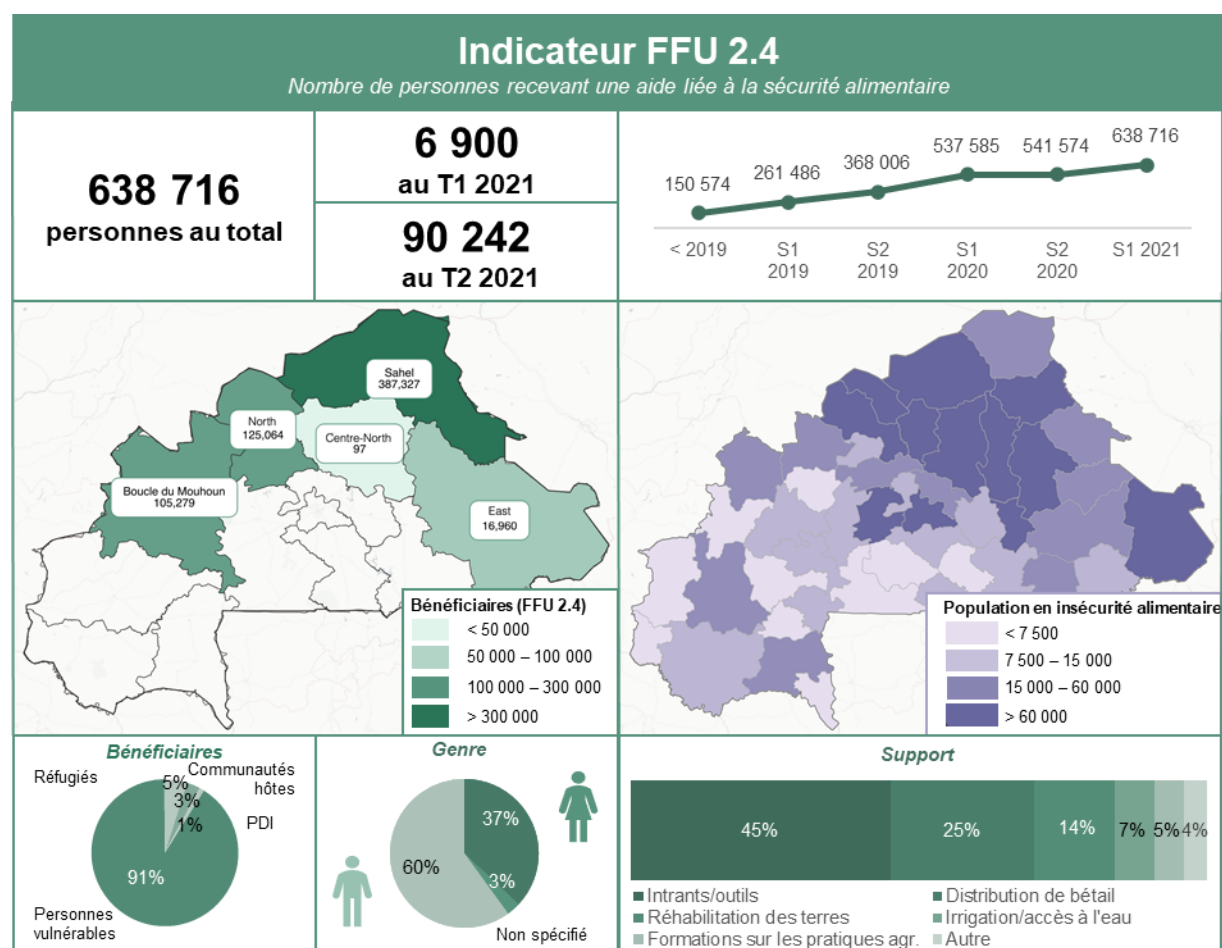 Indicateur FFU 2.4
Nombre de personnes recevant une aide liée à la sécurité alimentaire
638 716
personnes au total
6 900
au T1 2021
90 242
au T2 2021
150 574
261 486
368 006
537 585
541 574
638 716
< 2019
S1
2019
S2
2019
S1
2020
S2
2020
S1 2021
Sahel
387,327
North
125,064
Centre-North
97
Boucle du Mouhoun
105,279
East
16,960
Bénéficiaires (FFU 2.4)
< 50 000
50 000 – 100 000
100 000 – 300 000
> 300 000
Population en insécurité alimentaire
< 7 500
7 500 – 15 000
15 000 – 60 000
> 60 000
Bénéficiaires
Réfugiés
5%
Communautés
hôtes
3%
1%
PDI
91%
Personnes
vulnérables
Genre
37%
60%
3%
Non spécifié
Support
45%
25%
14%
7%
5%
4%
Intrants/outils
Distribution de bétail
Réhabilitation des terres
Irrigation/accès à l'eau
Formations sur les pratiques agr.
Autre